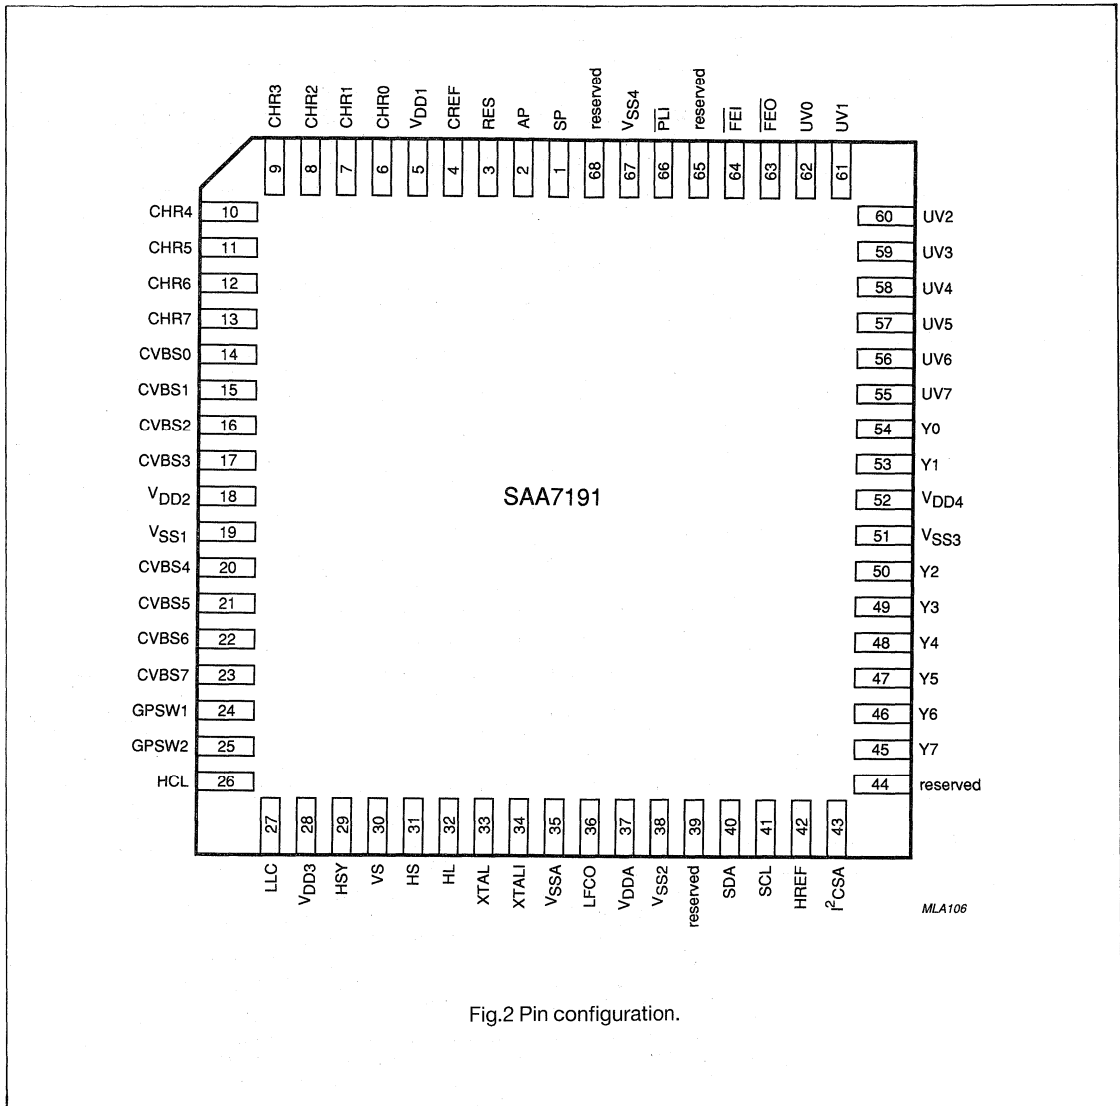 CHR3 CHR2 CHR1 CHR0 VDD1 CREF RES AP SP reserved VSS4 PLI reserved FEI FEO UV0 UV1
9 8 7 6 5 4 3 2 1 68 67 66 65 64 63 62 61
CHR4 10 60 UV2
CHR5 11 59 UV3
CHR6 12 58 UV4
CHR7 13 57 UV5
CVBS0 14 56 UV6
CVBS1 15 55 UV7
CVBS2 16 54 Y0
CVBS3 17 53 Y1
VDD2 18 SAA7191 52 VDD4
VSS1 19 51 VSS3
CVBS4 20 50 Y2
CVBS5 21 49 Y3
CVBS6 22 48 Y4
CVBS7 23 47 Y5
GPSW1 24 46 Y6
GPSW2 25 45 Y7
HCL 26 44 reserved
27 28 29 30 31 32 33 34 35 36 37 38 39 40 41 42 43
LLC VDD3 HSY VS HS HL XTAL XTALI VSSA LFCO VDDA VSS2 reserved SDA SCL HREF I²CSA
MLA106
Fig.2 Pin configuration.